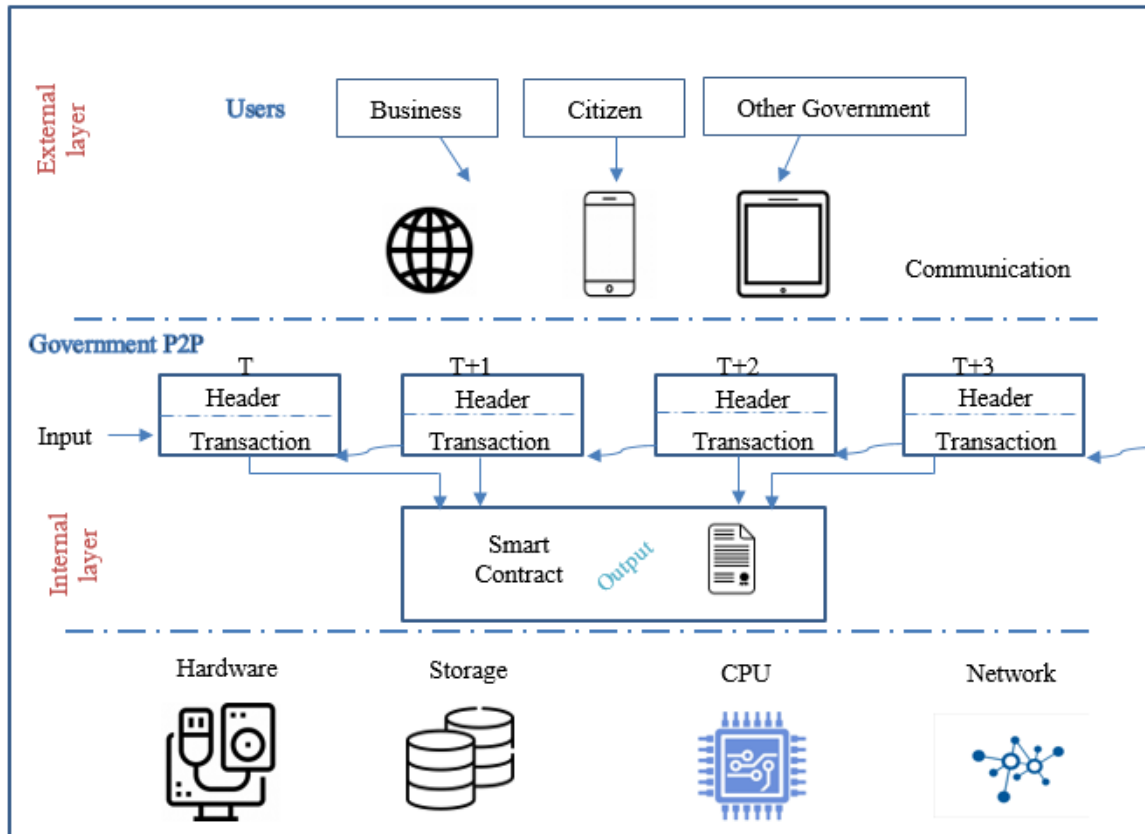 External
layer
Users
Business
Citizen
Other Government
Communication
Government P2P
T
T+1
T+2
T+3
Header
Header
Header
Header
Input
Transaction
Transaction
Transaction
Transaction
Internal
layer
Smart
Contract
Output
Hardware
Storage
CPU
Network